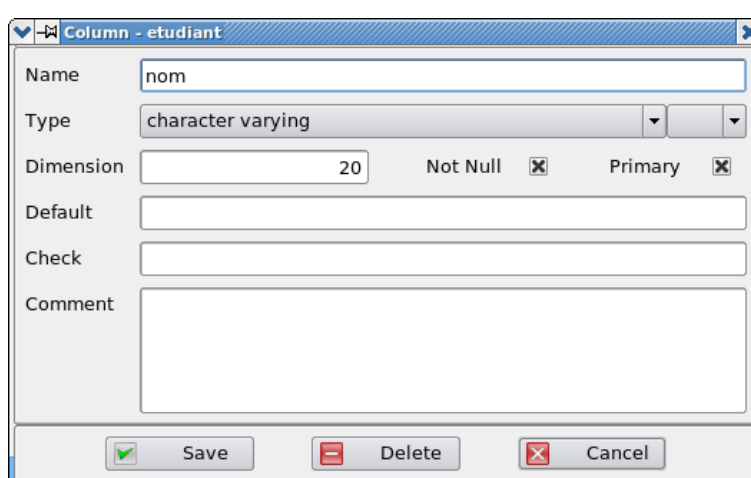 Column - etudiant
Name nom
Type character varying
Dimension 20 Not Null Primary
Default
Check
Comment
Save Delete Cancel